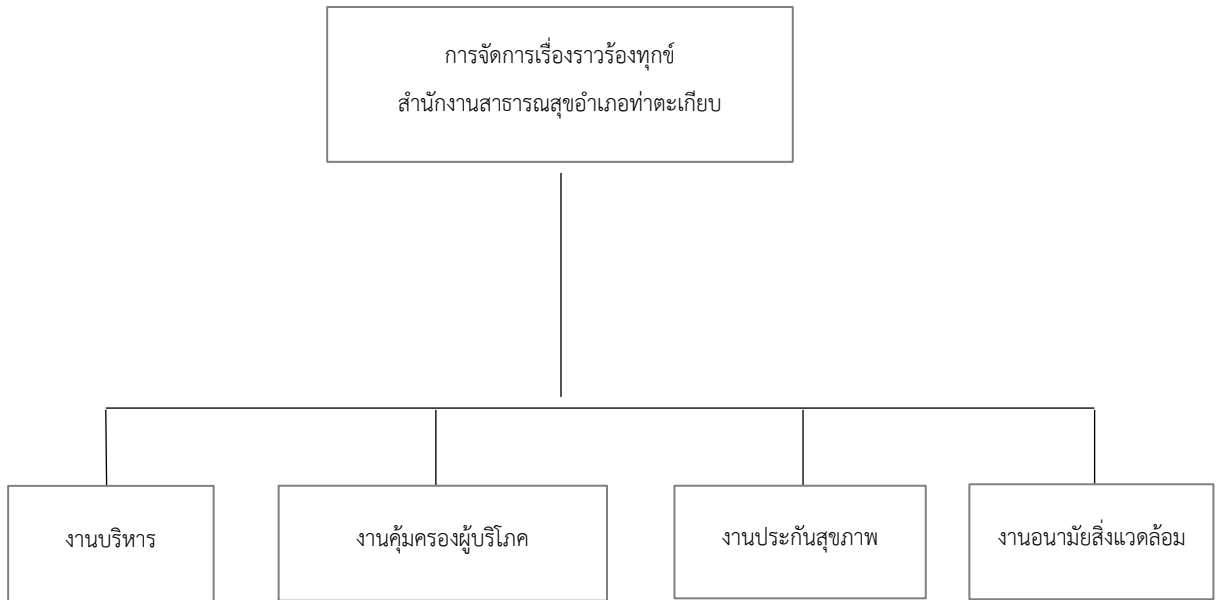 การจัดการเรื่องราวร้องทุกข์
สำนักงานสาธารณสุขอำเภอท่าตะเกียบ
งานบริหาร
งานคุ้มครองผู้บริโภค
งานประกันสุขภาพ
งานอนามัยสิ่งแวดล้อม